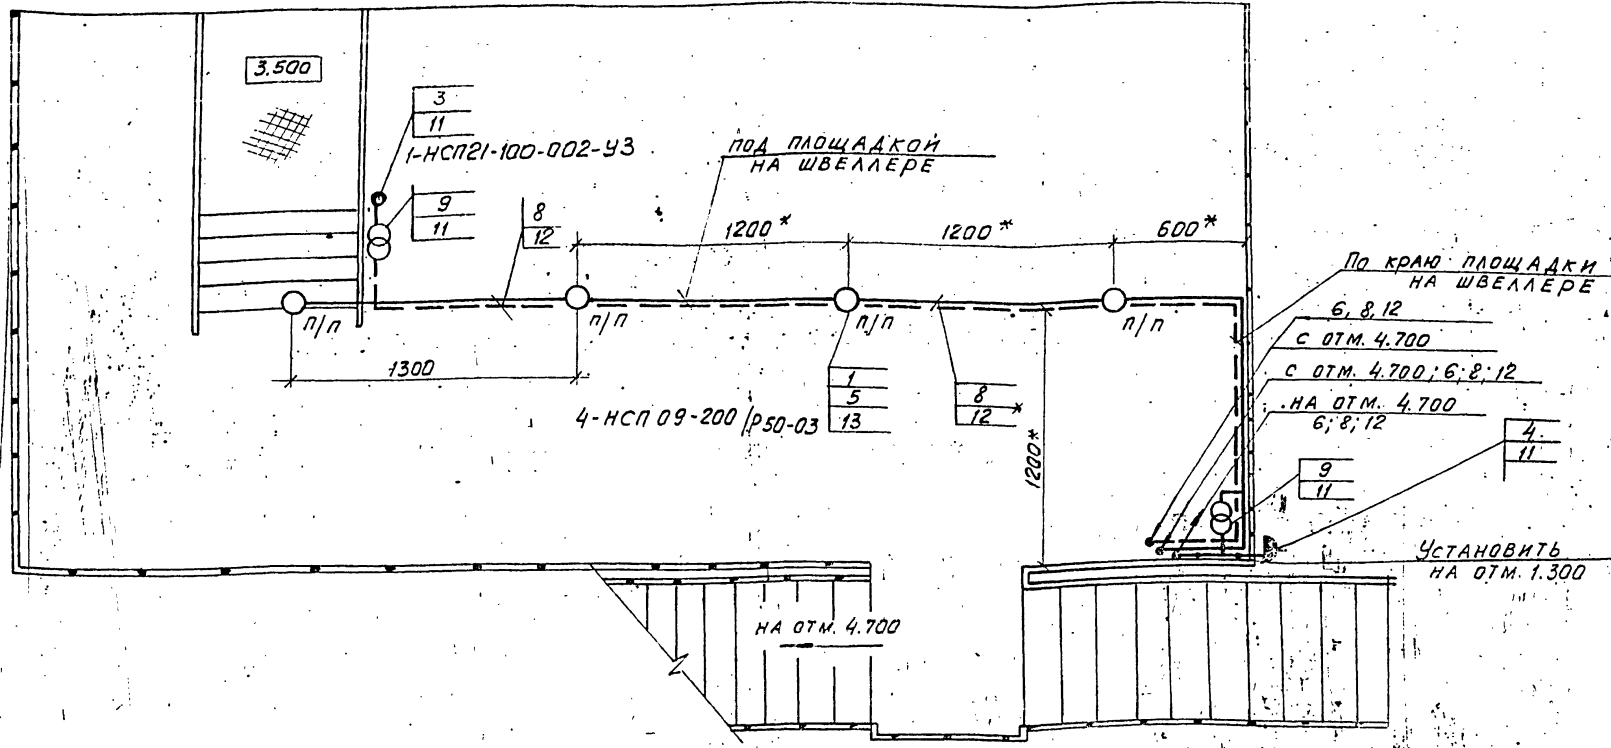 3.500
3
11
1-НСП21-100-002-У3
ПОД ПЛОЩАДКОЙ
НА ШВЕЛЛЕРЕ
9
11
8
12
1200*
1200*
600*
По КРАЮ ПЛОЩАДКИ
НА ШВЕЛЛЕРЕ
п/п
п/п
п/п
п/п
6, 8, 12
С ОТМ. 4.700
1300
1
5
13
8
12*
С ОТМ. 4.700; 6; 8; 12
НА ОТМ. 4.700
6; 8; 12
4-НСП 09-200/Р50-03
4
11
1200*
9
11
УСТАНОВИТЬ
НА ОТМ. 1.300
НА ОТМ. 4.700